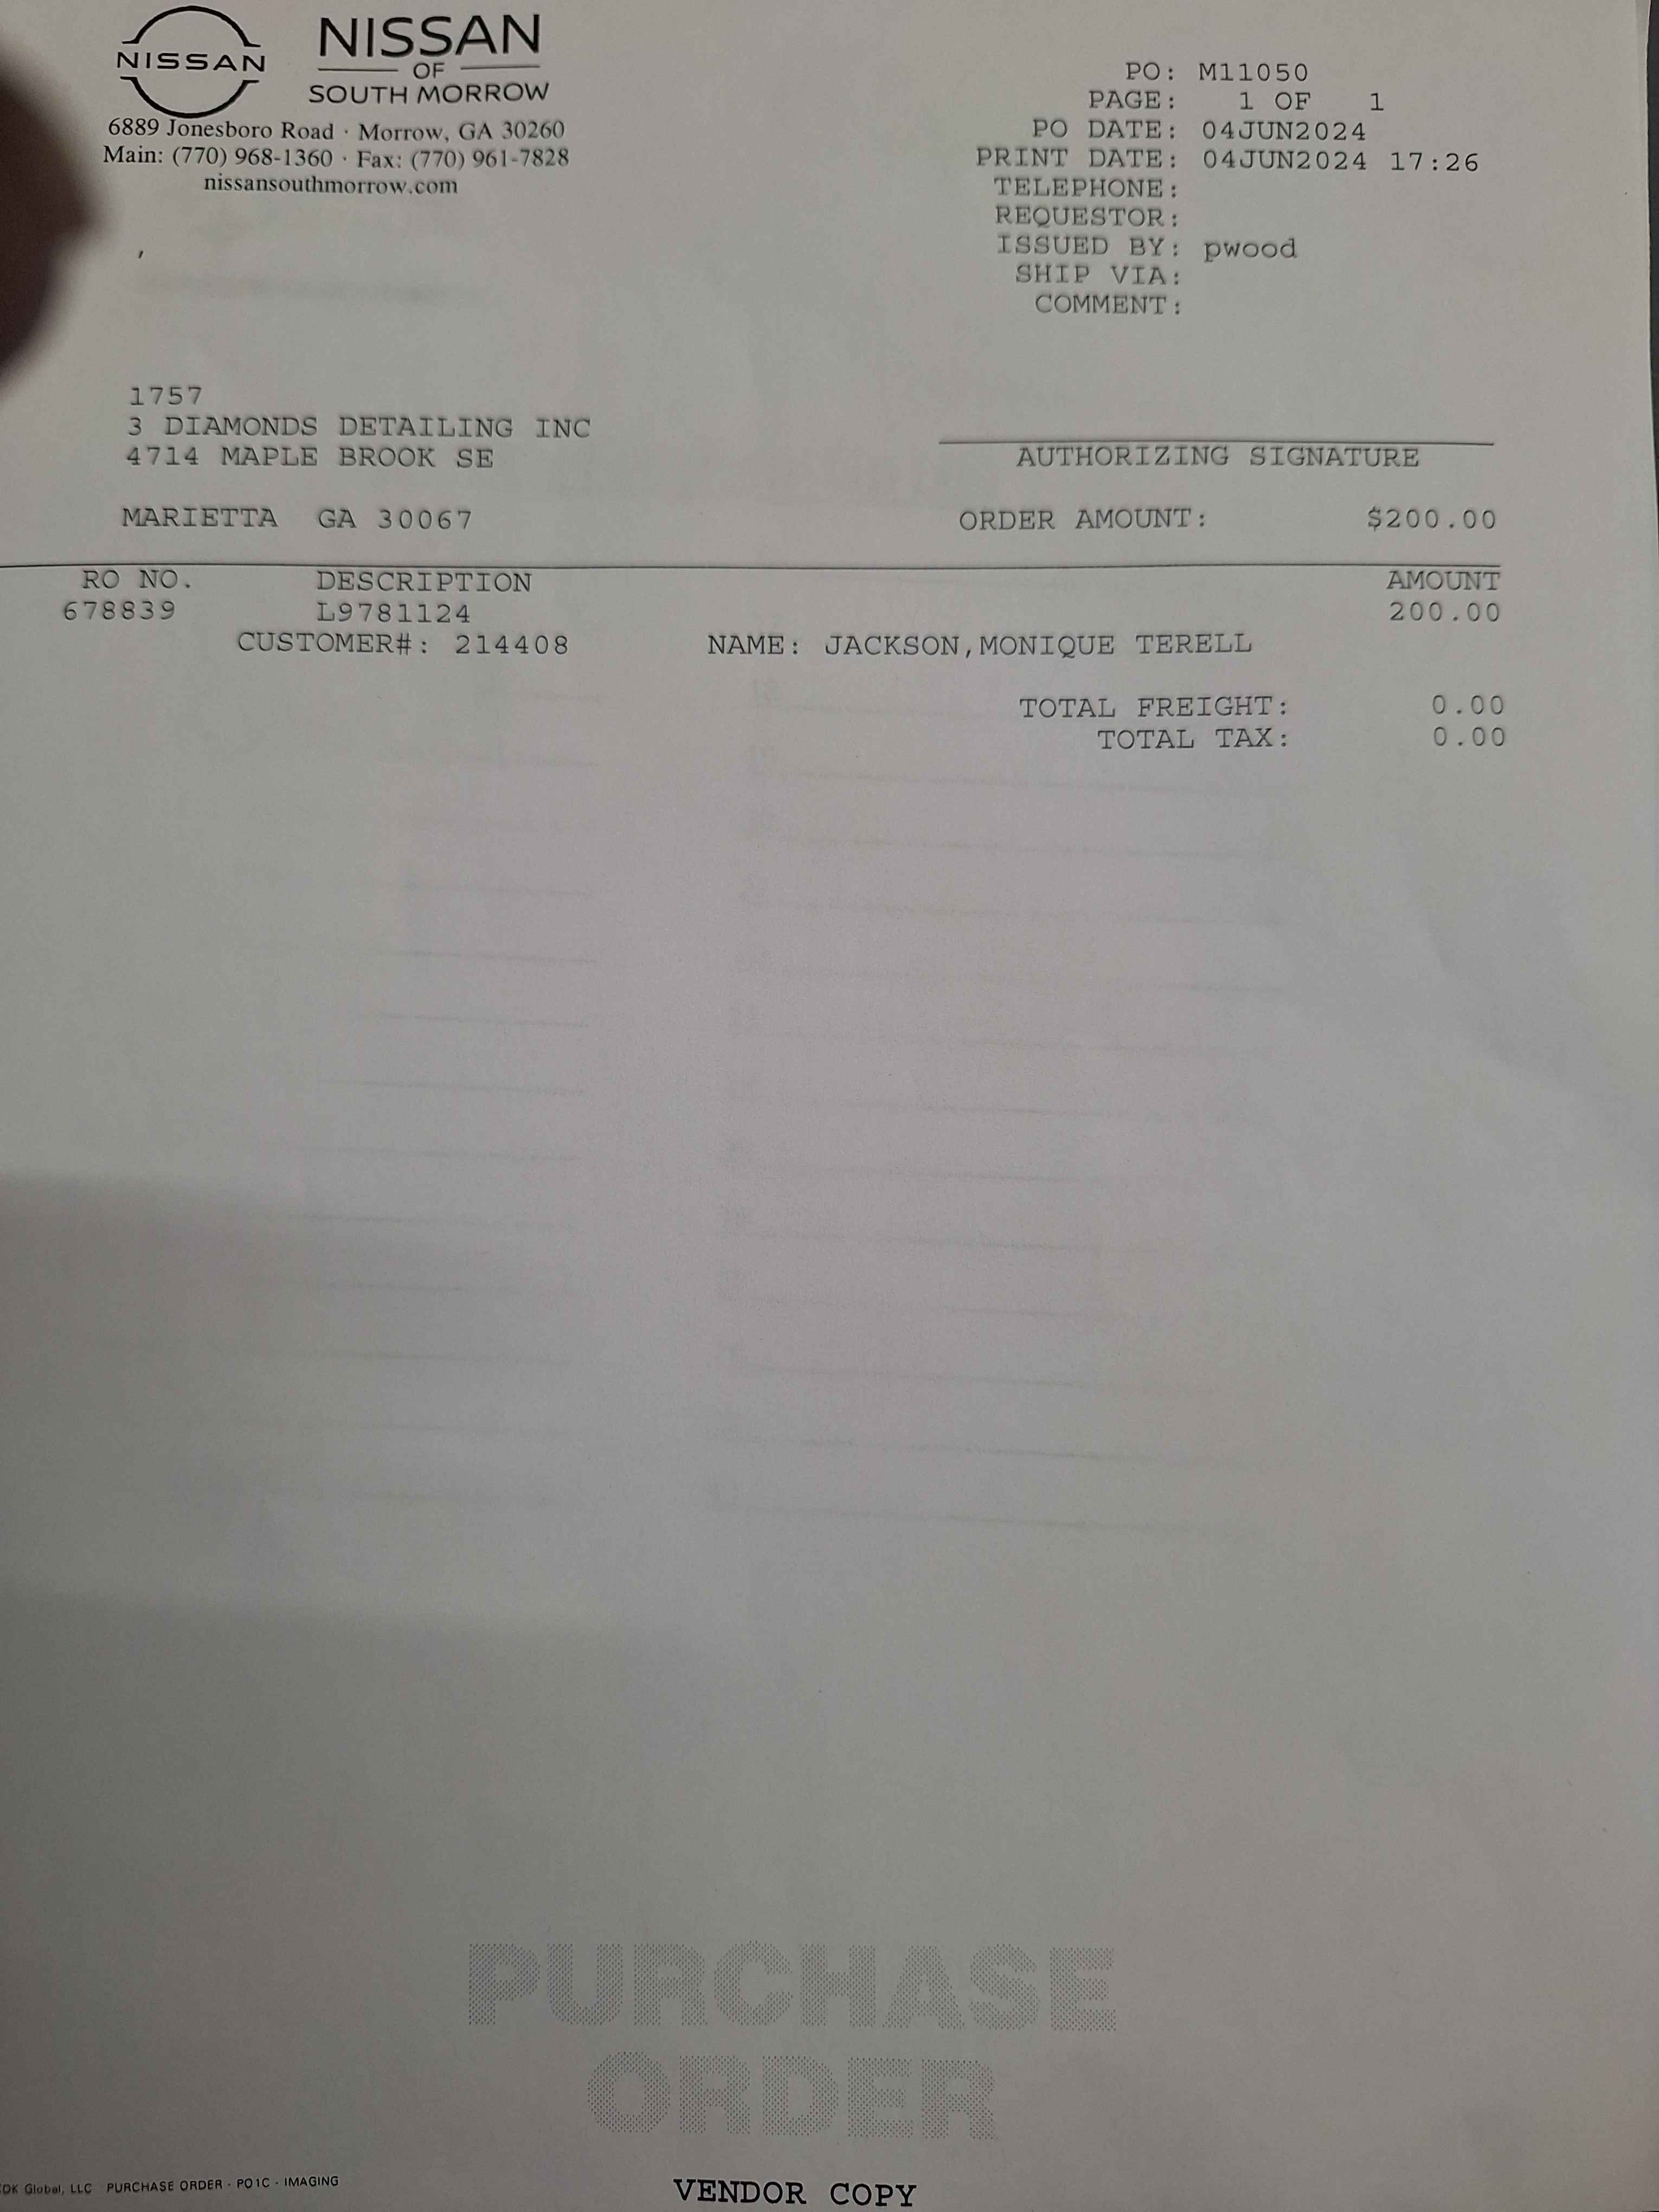 NISSAN
NISSAN
OF
SOUTH MORROW
6889 Jonesboro Road · Morrow, GA 30260
Main: (770) 968-1360 · Fax: (770) 961-7828
nissansouthmorrow.com
PO: M11050
PAGE: 1 OF 1
PO DATE: 04JUN2024
PRINT DATE: 04JUN2024 17:26
TELEPHONE:
REQUESTOR:
ISSUED BY: pwood
SHIP VIA:
COMMENT:
1757
3 DIAMONDS DETAILING INC
4714 MAPLE BROOK SE
MARIETTA GA 30067
AUTHORIZING SIGNATURE
ORDER AMOUNT: $200.00
RO NO. DESCRIPTION AMOUNT
678839 L9781124 200.00
CUSTOMER#: 214408 NAME: JACKSON,MONIQUE TERELL
TOTAL FREIGHT: 0.00
TOTAL TAX: 0.00
PURCHASE
ORDER
Global, LLC PURCHASE ORDER - PO1C - IMAGING
VENDOR COPY